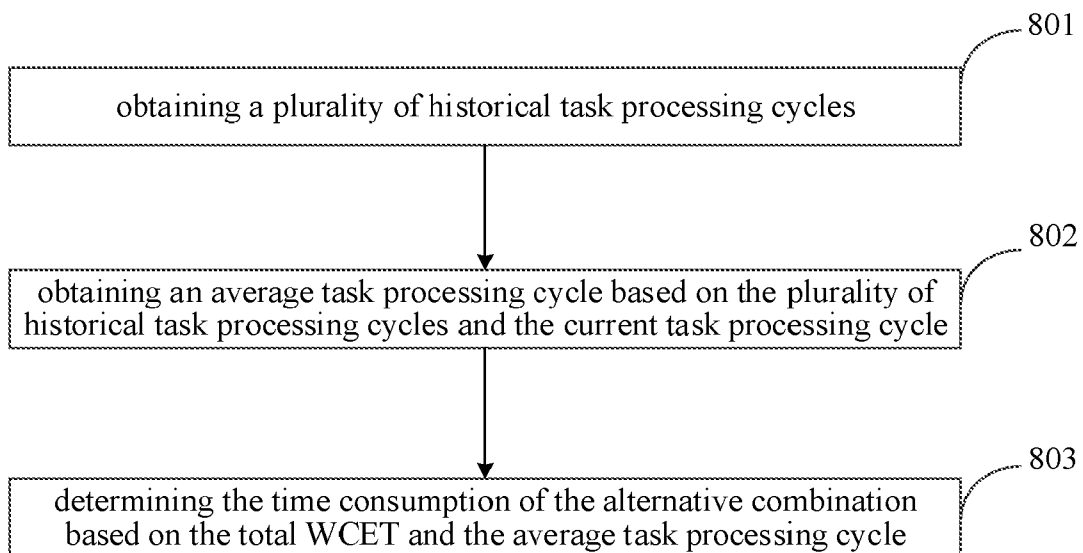 801
obtaining a plurality of historical task processing cycles
802
obtaining an average task processing cycle based on the plurality of
historical task processing cycles and the current task processing cycle
803
determining the time consumption of the alternative combination
based on the total WCET and the average task processing cycle